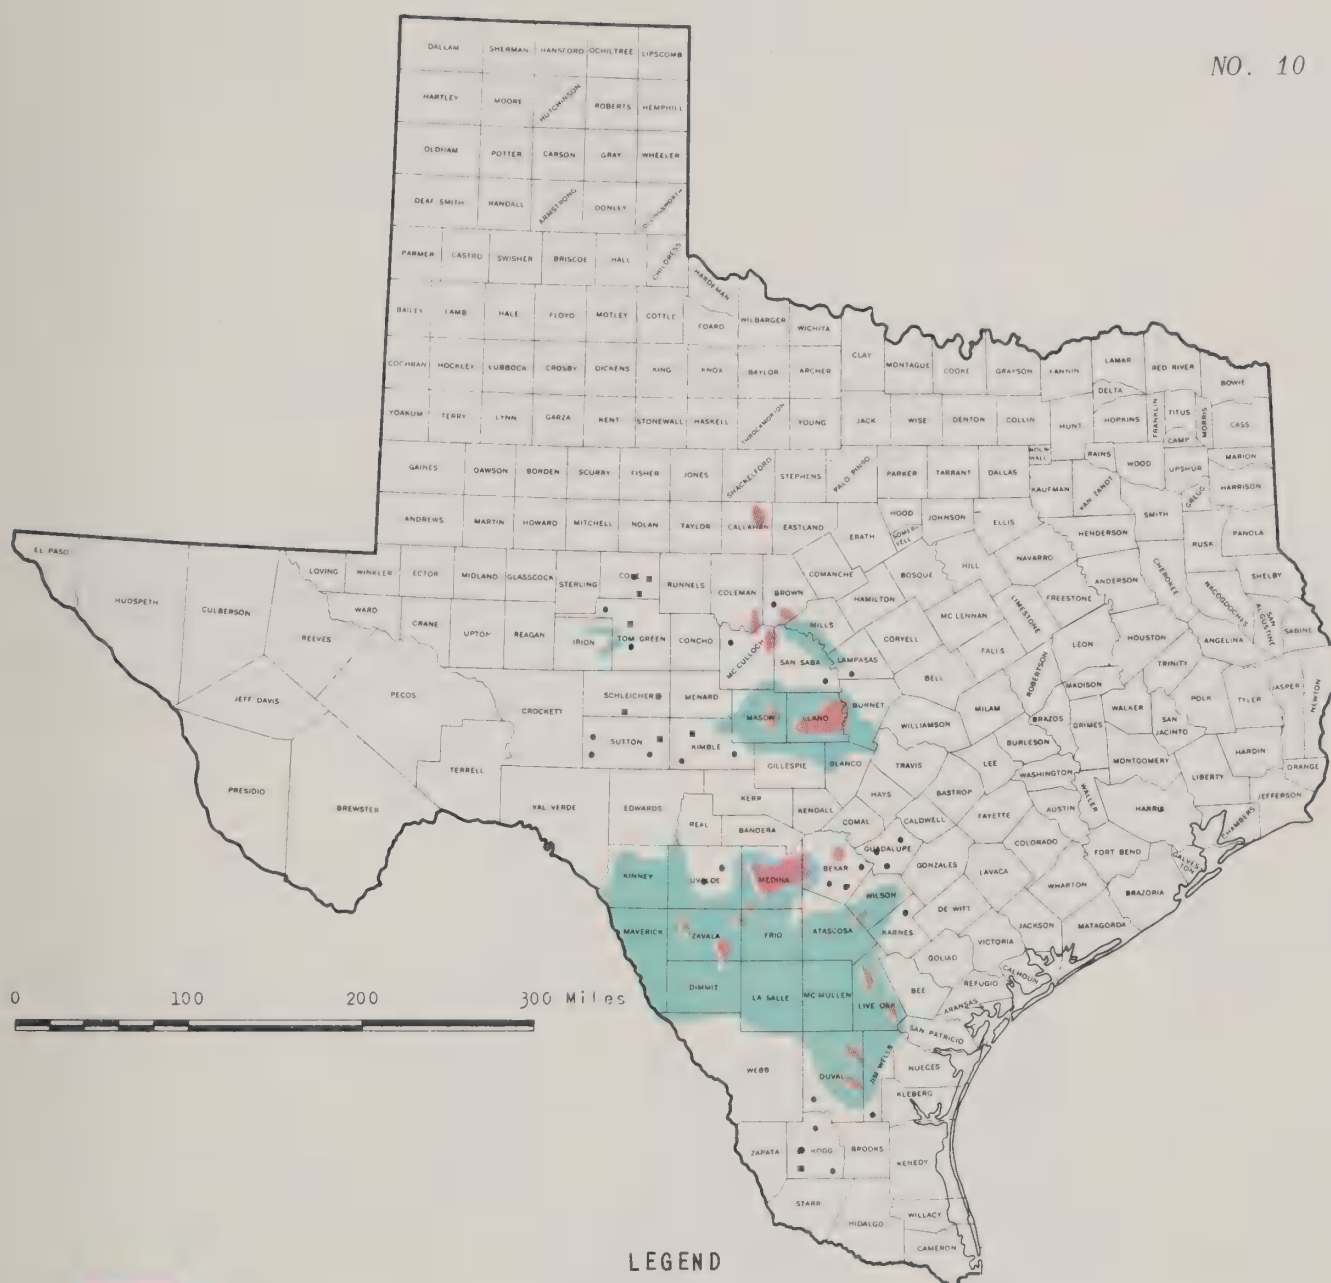 NO. 10
DALLAM SHERMAN HANSFORD OCHILTREE LIPSCOMB
HARTLEY MOORE HUTCHINSON ROBERTS HEMPHILL
OLDHAM POTTER CARSON GRAY WHEELER
DEAF SMITH RANDALL ARMSTRONG DONLEY
PARMER CASTRO SWISHER BRISCOE HALL CHILDRESS
HARDEMAN
BAILEY LAMB HALE FLOYD MOTLEY COTTLE FOARD WILBARGER WICHITA
CLAY MONTAGUE COOKE GRAYSON FANNIN LAMAR RED RIVER BOWIE
COCHRAN HOCKLEY LUBBOCK CROSBY DICKENS KING KNOX BAYLOR ARCHER
DELTA
YOAKUM TERRY LYNN GARZA KENT STONEWALL HASKELL THROCKMORTON YOUNG JACK WISE DENTON COLLIN HUNT HOPKINS FRANKLIN TITUS MORRIS CASS
CAMP
GAINES DAWSON BORDEN SCURRY FISHER JONES SHACKELFORD STEPHENS PALO PINTO PARKER TARRANT DALLAS RAINS WOOD UPSHUR MARION
KAUFMAN VAN ZANDT GREGG HARRISON
ANDREWS MARTIN HOWARD MITCHELL NOLAN TAYLOR CALLAHAN EASTLAND ERATH HOOD SOMERVELL JOHNSON ELLIS HENDERSON SMITH RUSK PANOLA
EL PASO
HUDSPETH CULBERSON REEVES LOVING WINKLER ECTOR MIDLAND GLASSCOCK STERLING COKE RUNNELS COLEMAN BROWN COMANCHE BOSQUE HILL NAVARRO ANDERSON CHEROKEE SHELBY
WARD CRANE UPTON REAGAN IRION TOM GREEN CONCHO MC CULLOCH MILLS HAMILTON MC LENNAN LIMESTONE FREESTONE NACOGDOCHES SAN AUGUSTINE SABINE
SAN SABA LAMPASAS CORYELL FALLS LEON HOUSTON ANGELINA
JEFF DAVIS PECOS CROCKETT SCHLEICHER MENARD MASON LLANO BURNET BELL MILAM ROBERTSON MADISON TRINITY POLK TYLER JASPER NEWTON
SUTTON KIMBLE GILLESPIE BLANCO WILLIAMSON BURLESON BRAZOS GRIMES WALKER SAN JACINTO HARDIN
PRESIDIO BREWSTER TERRELL VAL VERDE EDWARDS KERR KENDALL HAYS TRAVIS LEE BASTROP WASHINGTON MONTGOMERY LIBERTY ORANGE
REAL BANDERA COMAL CALDWELL FAYETTE AUSTIN WALLER HARRIS CHAMBERS JEFFERSON
KINNEY UVALDE MEDINA BEXAR GUADALUPE GONZALES LAVACA COLORADO FORT BEND GALVESTON
WILSON DE WITT WHARTON BRAZORIA
MAVERICK ZAVALA FRIO ATASCOSA KARNES VICTORIA JACKSON MATAGORDA
GOLIAD CALHOUN
DIMMIT LA SALLE MC MULLEN LIVE OAK BEE REFUGIO ARANSAS
SAN PATRICIO
0 100 200 300 Miles
WEBB DUVAL JIM WELLS NUECES
KLEBERG
ZAPATA HOGG BROOKS KENEDY
STARR HIDALGO WILLACY
CAMERON
LEGEND